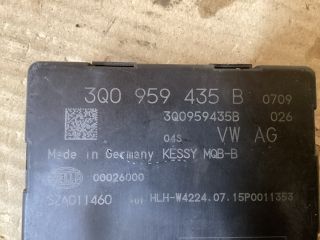 3Q0 959 435 B 0709
3Q0959435B 026
04S VW AG
Made in Germany KESSY MQB-B
00026000
SZA011460 HLH-W4224.07.15P0011353